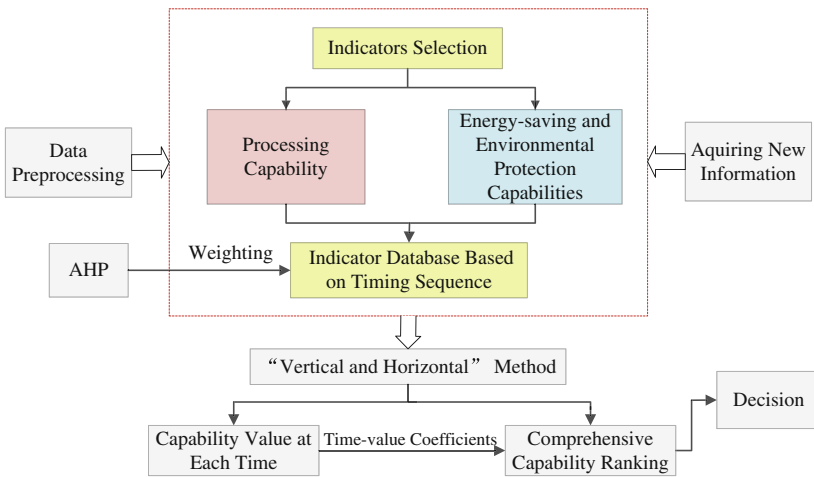 Indicators Selection
Processing
Capability
Energy-saving and
Environmental
Protection
Capabilities
Data
Preprocessing
Aquiring New
Information
AHP
Weighting
Indicator Database Based
on Timing Sequence
“Vertical and Horizontal” Method
Capability Value at
Each Time
Time-value Coefficients
Comprehensive
Capability Ranking
Decision